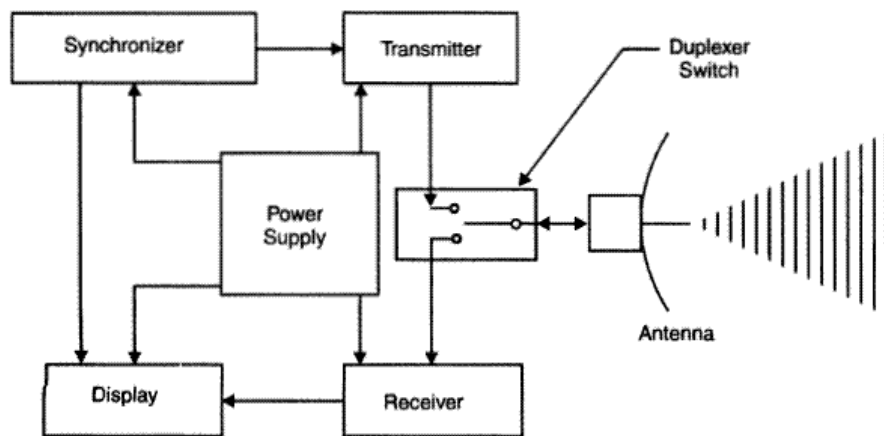 Synchronizer
Transmitter
Duplexer
Switch
Power
Supply
Antenna
Display
Receiver